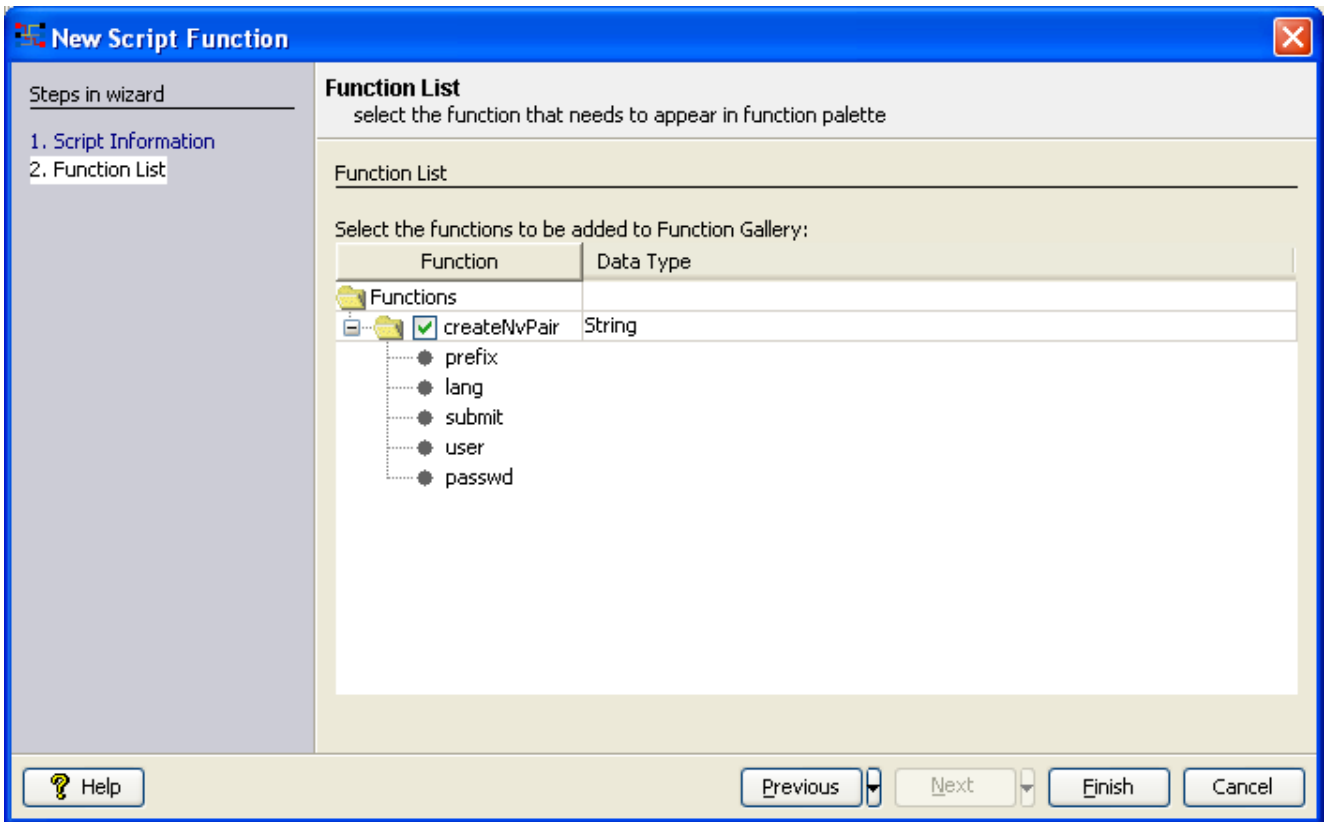 New Script Function
Steps in wizard
1. Script Information
2. Function List
Function List
select the function that needs to appear in function palette
Function List
Select the functions to be added to Function Gallery:
Function Data Type
Functions
createNvPair String
prefix
lang
submit
user
passwd
Help Previous Next Finish Cancel